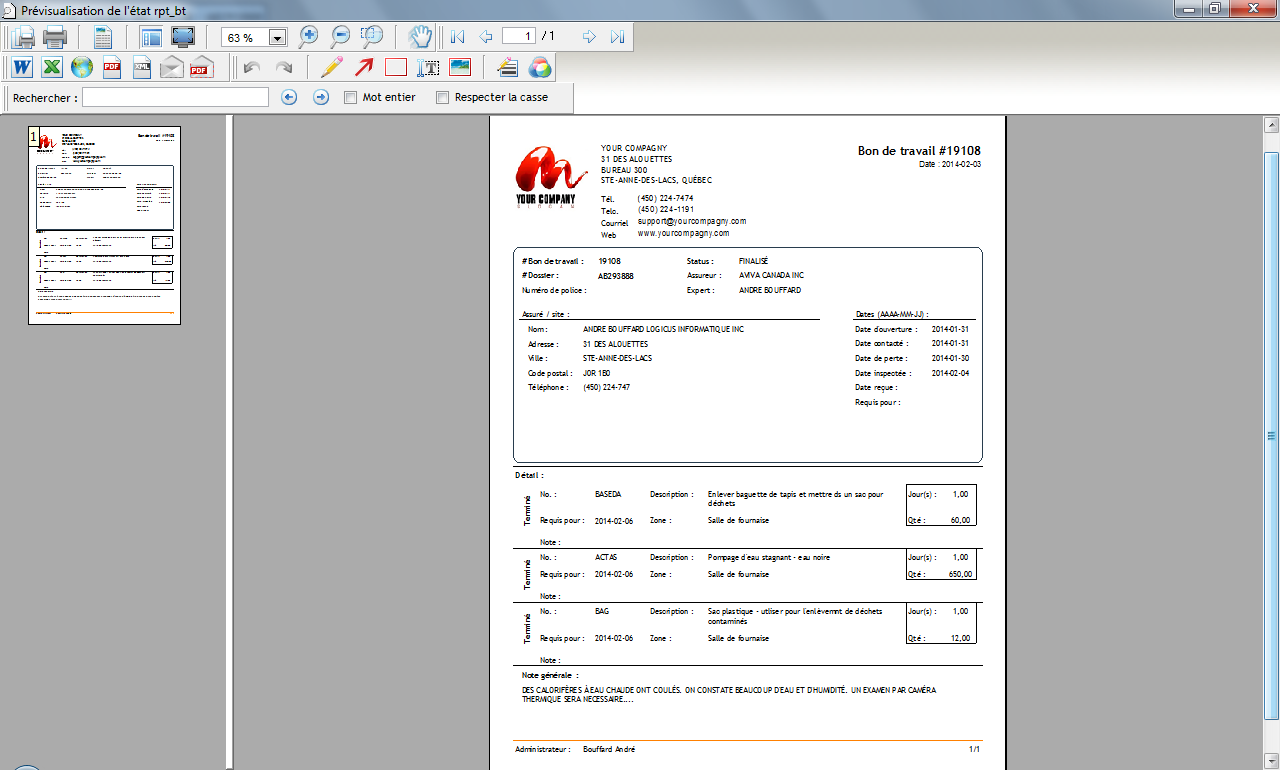 Prévisualisation de l'état rpt_bt
63 %
1 / 1
W
PDF
XML
PDF
T
Rechercher :
Mot entier
Respecter la casse
1
YOUR COMPAGNY
31 DES ALOUETTES
BUREAU 300
STE-ANNE-DES-LACS, QUÉBEC
Bon de travail #19108
Date : 2014-02-03
YOUR COMPANY
Tél. (450) 224-7474
Telc. (450) 224-1191
Courriel support@yourcompagny.com
Web www.yourcompagny.com
# Bon de travail : 19108 Status : FINALISÉ
# Dossier : AB293888 Assureur : AVIVA CANADA INC
Numéro de police : Expert : ANDRE BOUFFARD
Assuré / site : Dates (AAAA-MM-JJ) :
Nom : ANDRE BOUFFARD LOGICUS INFORMATIQUE INC Date d'ouverture : 2014-01-31
Adresse : 31 DES ALOUETTES Date contacté : 2014-01-31
Ville : STE-ANNE-DES-LACS Date de perte : 2014-01-30
Code postal : J0R 1B0 Date inspectée : 2014-02-04
Téléphone : (450) 224-747 Date reçue :
Requis pour :
Détail :
Terminé
No. : BASEDA Description : Enlever baguette de tapis et mettre ds un sac pour Jour(s) : 1,00
déchets
Requis pour : 2014-02-06 Zone : Salle de fournaise Qté : 60,00
Note :
Terminé
No. : ACTAS Description : Pompage d'eau stagnant - eau noire Jour(s) : 1,00
Requis pour : 2014-02-06 Zone : Salle de fournaise Qté : 650,00
Note :
Terminé
No. : BAG Description : Sac plastique - utliser pour l'enlèvemnt de déchets Jour(s) : 1,00
contaminés
Requis pour : 2014-02-06 Zone : Salle de fournaise Qté : 12,00
Note :
Note générale :
DES CALORIFÈRES À EAU CHAUDE ONT COULÉS. ON CONSTATE BEAUCOUP D'EAU ET D'HUMIDITÉ. UN EXAMEN PAR CAMÉRA
THERMIQUE SERA NECESSAIRE....
Administrateur : Bouffard André 1/1